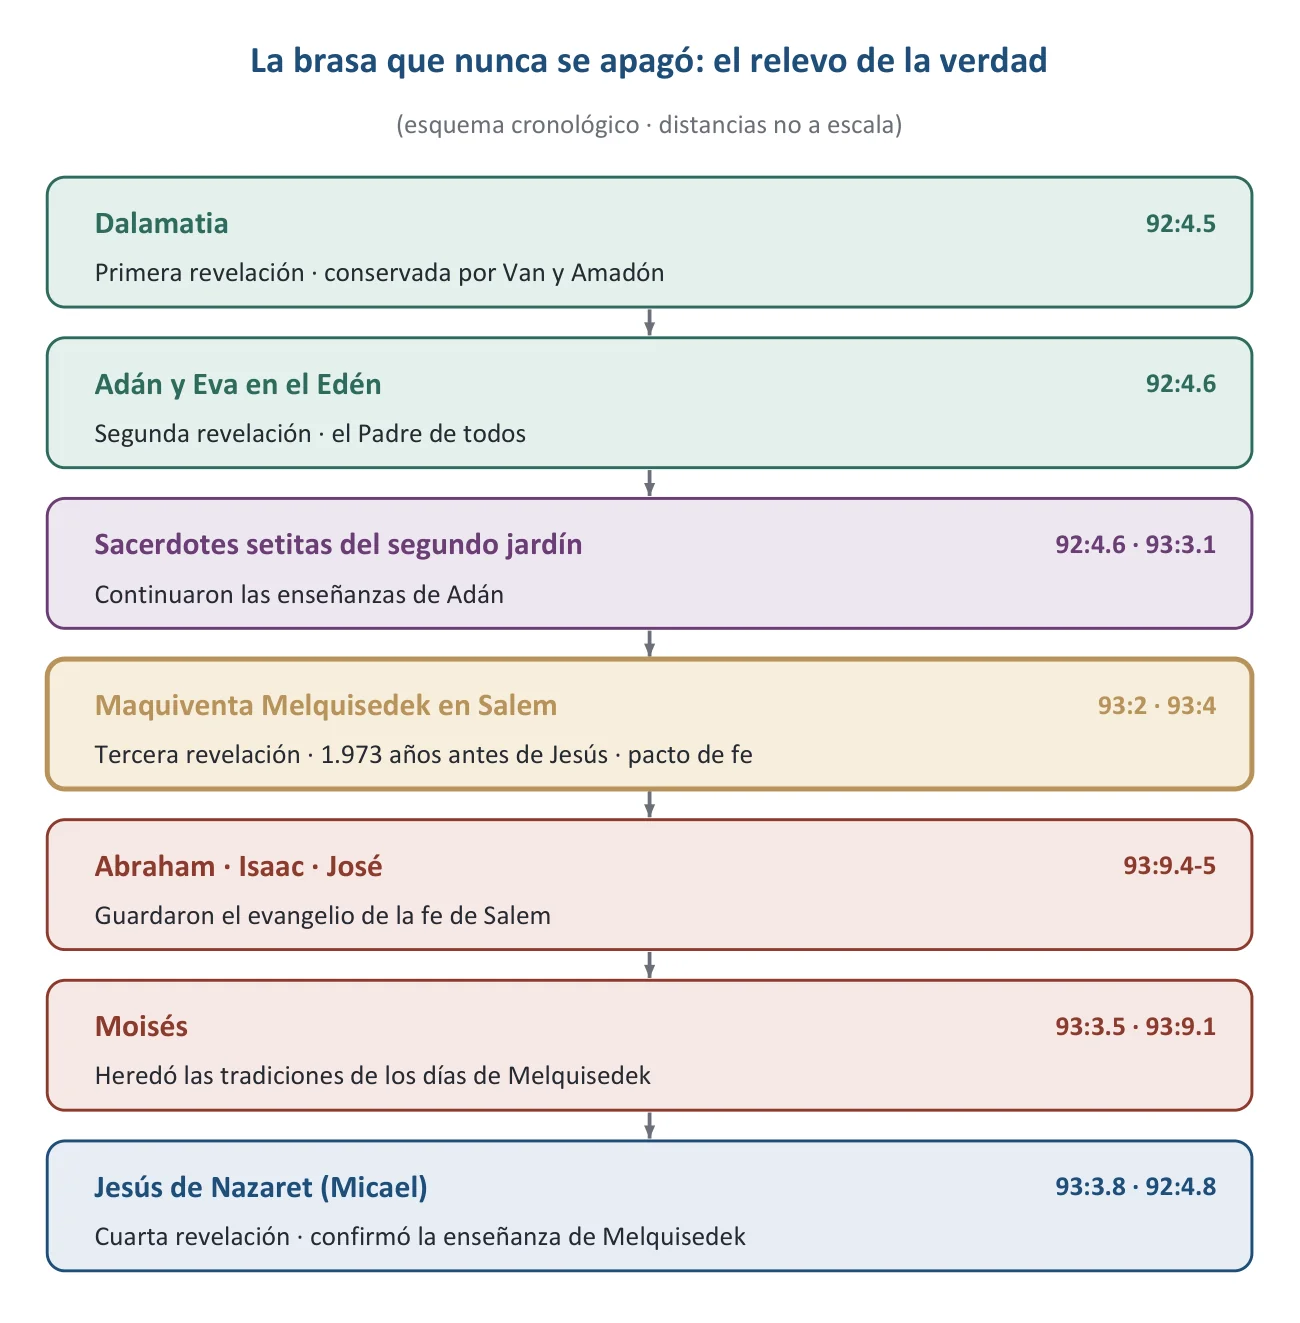 La brasa que nunca se apagó: el relevo de la verdad
(esquema cronológico · distancias no a escala)
Dalamatia 92:4.5
Primera revelación · conservada por Van y Amadón
Adán y Eva en el Edén 92:4.6
Segunda revelación · el Padre de todos
Sacerdotes setitas del segundo jardín 92:4.6 · 93:3.1
Continuaron las enseñanzas de Adán
Maquiventa Melquisedek en Salem 93:2 · 93:4
Tercera revelación · 1.973 años antes de Jesús · pacto de fe
Abraham · Isaac · José 93:9.4-5
Guardaron el evangelio de la fe de Salem
Moisés 93:3.5 · 93:9.1
Heredó las tradiciones de los días de Melquisedek
Jesús de Nazaret (Micael) 93:3.8 · 92:4.8
Cuarta revelación · confirmó la enseñanza de Melquisedek